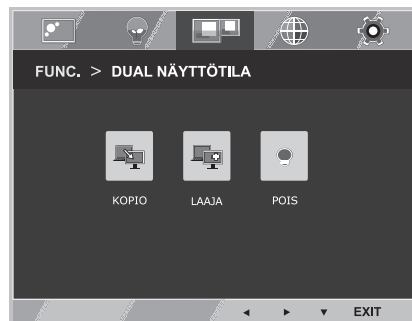 FUNC. > DUAL NÄYTTÖTILA
KOPIO LAAJA POIS
◄ ► ▼ EXIT